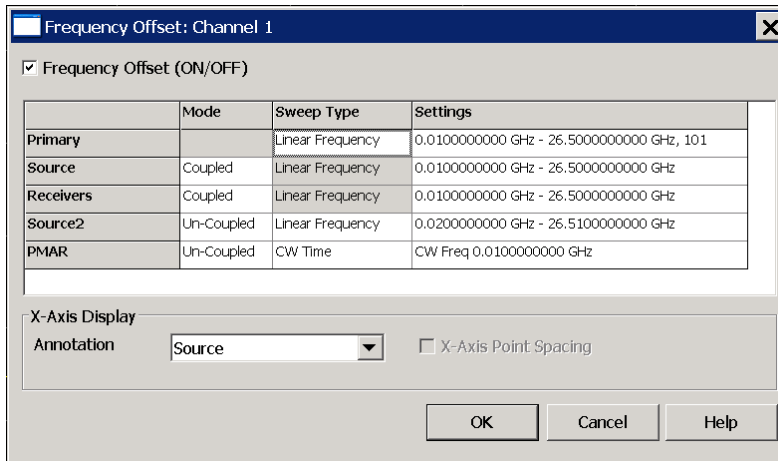 Frequency Offset: Channel 1
Frequency Offset (ON/OFF)
Mode Sweep Type Settings
Primary Linear Frequency 0.0100000000 GHz - 26.5000000000 GHz, 101
Source Coupled Linear Frequency 0.0100000000 GHz - 26.5000000000 GHz
Receivers Coupled Linear Frequency 0.0100000000 GHz - 26.5000000000 GHz
Source2 Un-Coupled Linear Frequency 0.0200000000 GHz - 26.5100000000 GHz
PMAR Un-Coupled CW Time CW Freq 0.0100000000 GHz
X-Axis Display
Annotation Source X-Axis Point Spacing
OK Cancel Help